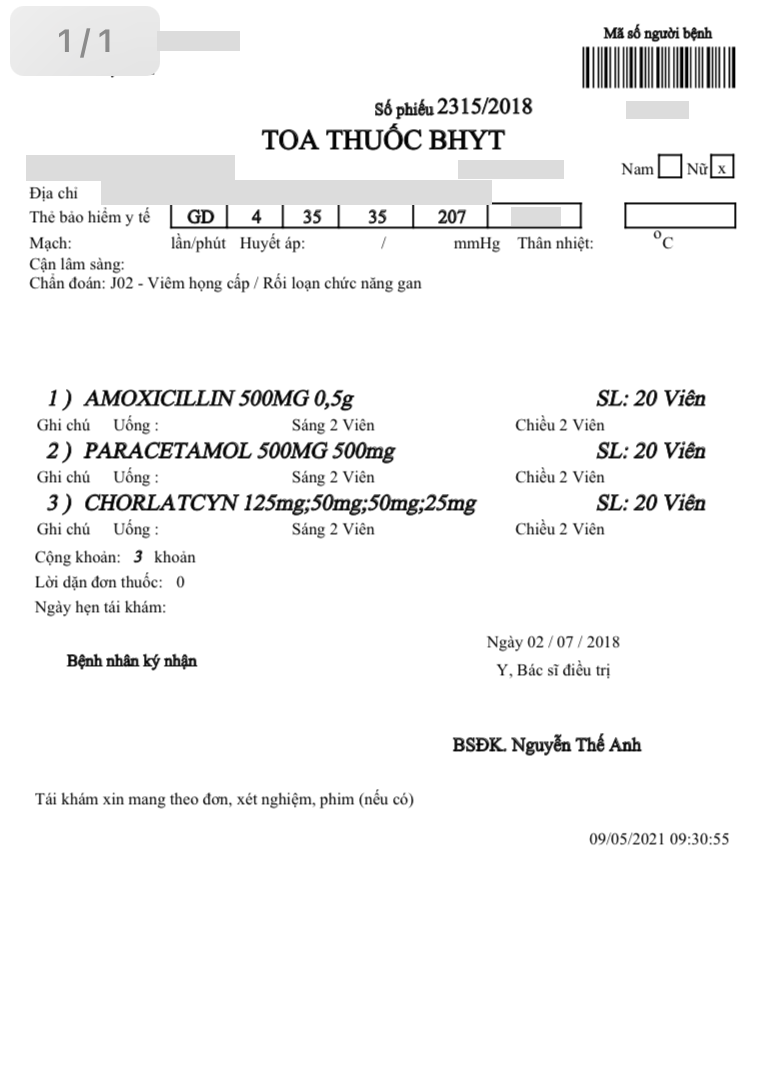 1/1
Mã số người bệnh
Số phiếu 2315/2018
TOA THUỐC BHYT
Nam Nữ x
Địa chỉ
Thẻ bảo hiểm y tế GD 4 35 35 207
Mạch: lần/phút Huyết áp: / mmHg Thân nhiệt: °C
Cận lâm sàng:
Chẩn đoán: J02 - Viêm họng cấp / Rối loạn chức năng gan
1 ) AMOXICILLIN 500MG 0,5g SL: 20 Viên
Ghi chú Uống : Sáng 2 Viên Chiều 2 Viên
2 ) PARACETAMOL 500MG 500mg SL: 20 Viên
Ghi chú Uống : Sáng 2 Viên Chiều 2 Viên
3 ) CHORLATCYN 125mg;50mg;50mg;25mg SL: 20 Viên
Ghi chú Uống : Sáng 2 Viên Chiều 2 Viên
Cộng khoản: 3 khoản
Lời dặn đơn thuốc: 0
Ngày hẹn tái khám:
Ngày 02 / 07 / 2018
Bệnh nhân ký nhận
Y, Bác sĩ điều trị
BSĐK. Nguyễn Thế Anh
Tái khám xin mang theo đơn, xét nghiệm, phim (nếu có)
09/05/2021 09:30:55